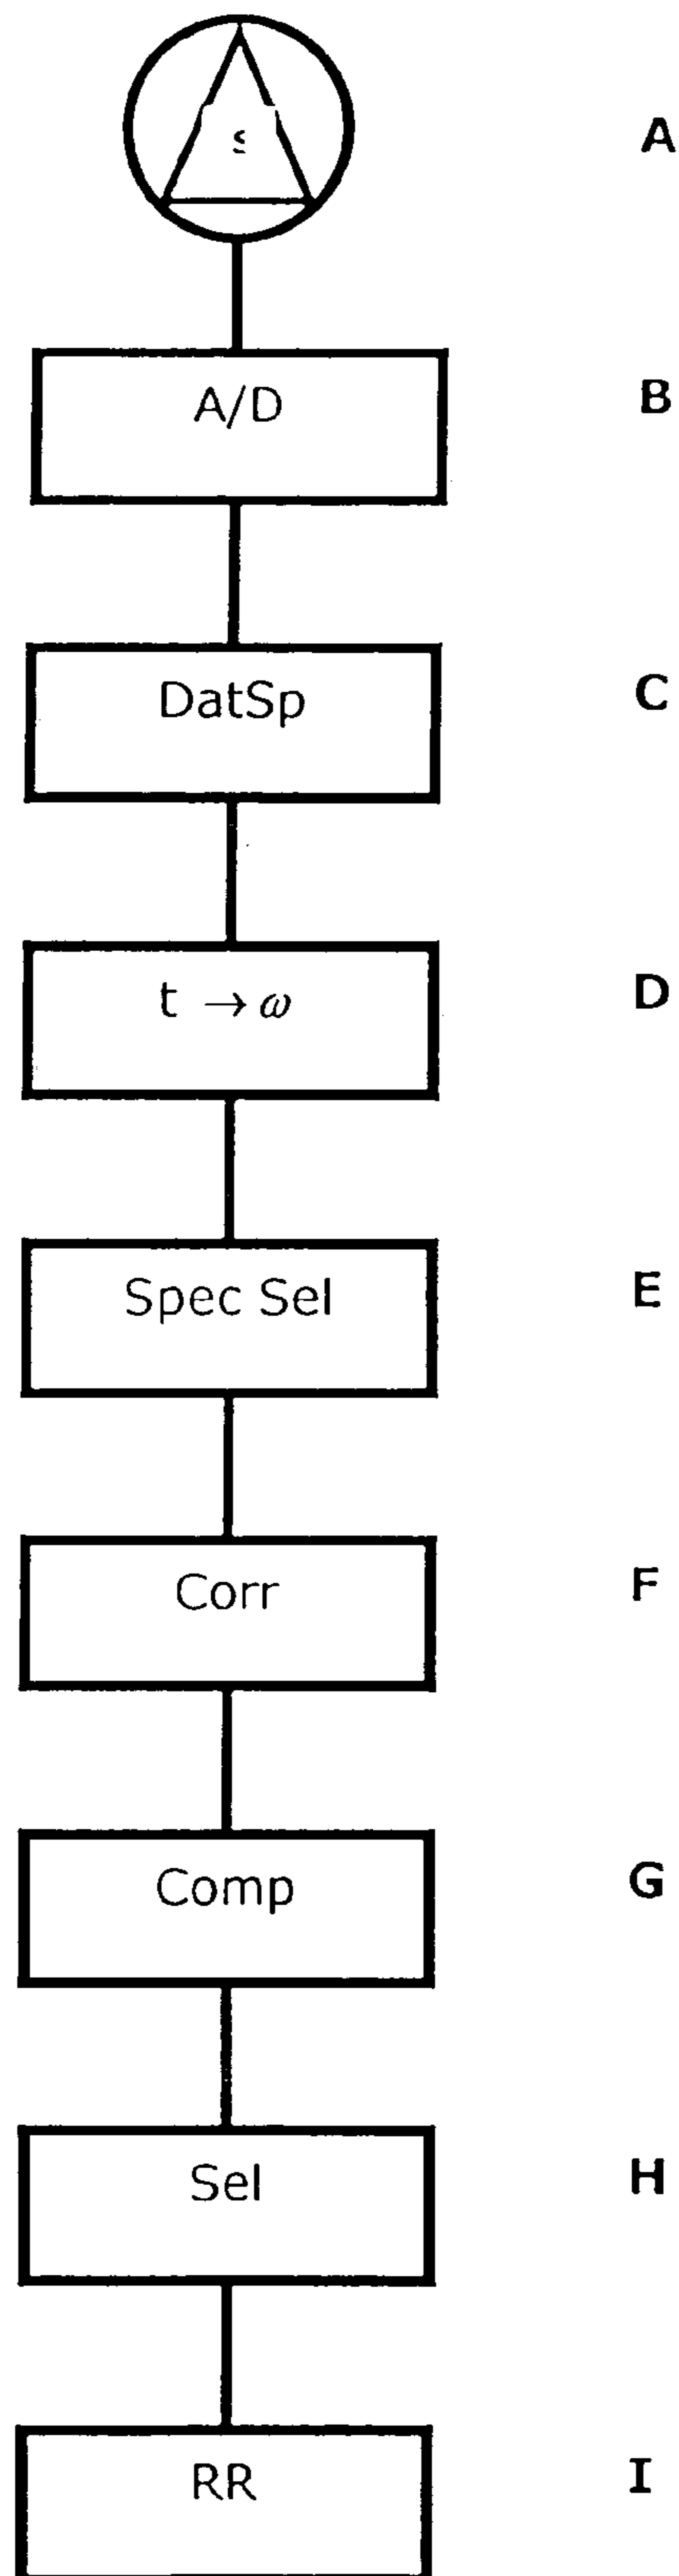 s A
A/D B
DatSp C
t → ω D
Spec Sel E
Corr F
Comp G
Sel H
RR I